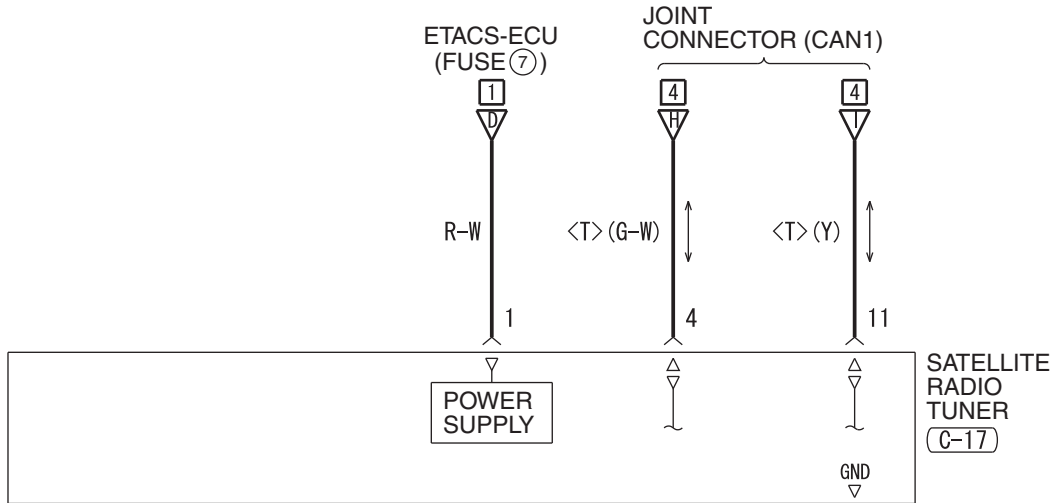 JOINT
CONNECTOR (CAN1)
ETACS-ECU
(FUSE 7)
1
4
4
D
H
I
R-W
<T>(G-W)
<T>(Y)
1
4
11
POWER
SUPPLY
SATELLITE
RADIO
TUNER
C-17
GND